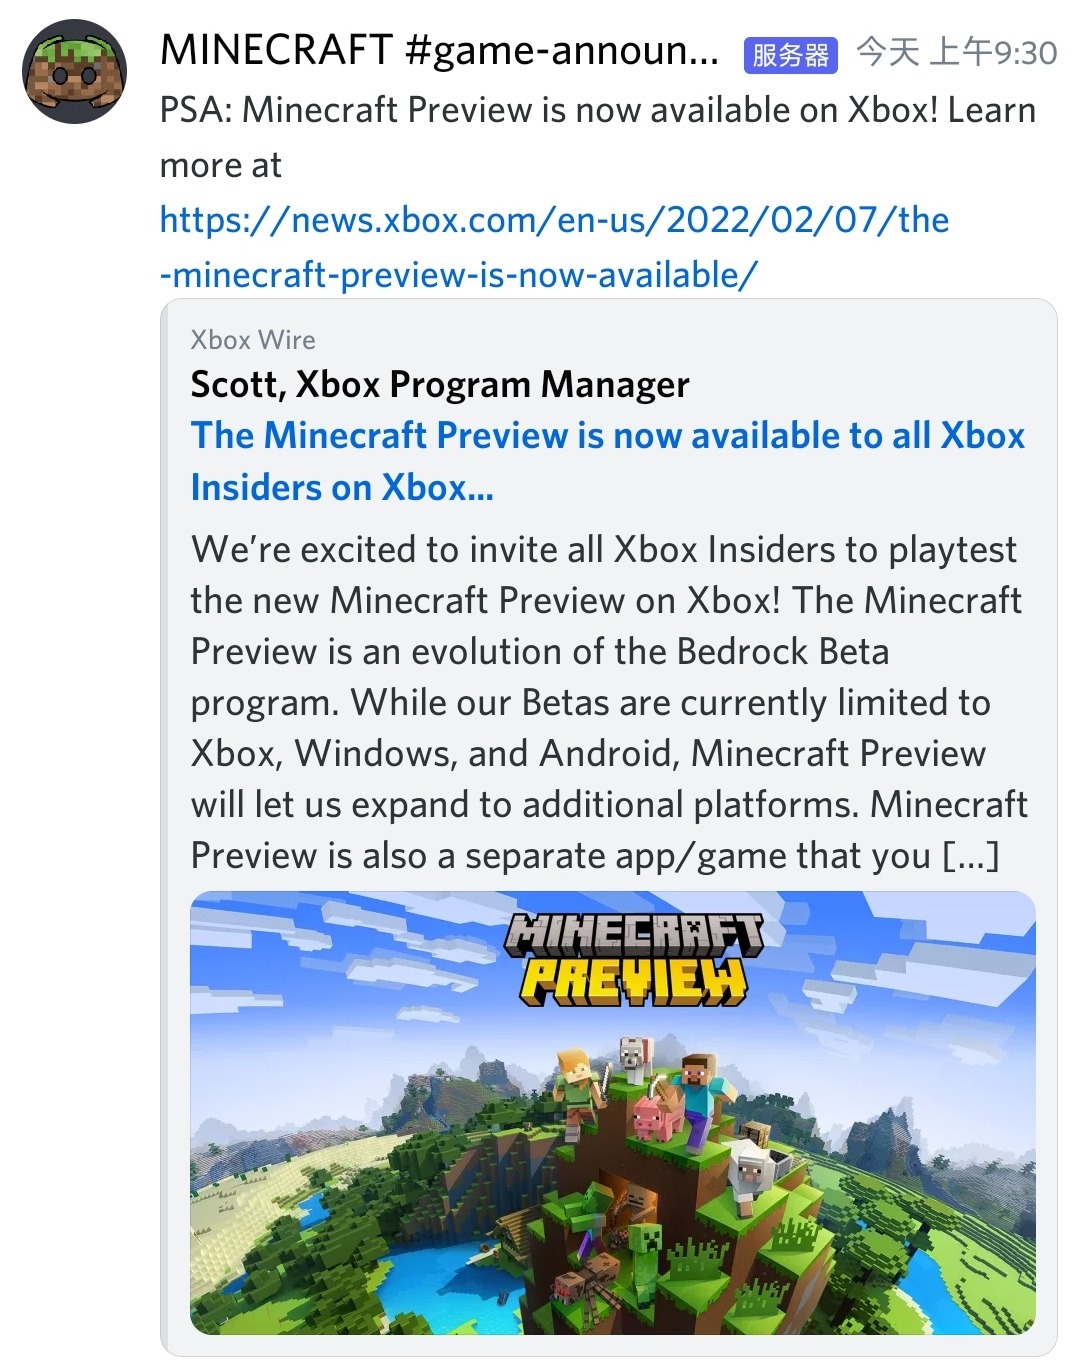 MINECRAFT #game-announ... 服务器 今天 上午9:30
PSA: Minecraft Preview is now available on Xbox! Learn
more at
https://news.xbox.com/en-us/2022/02/07/the
-minecraft-preview-is-now-available/
Xbox Wire
Scott, Xbox Program Manager
The Minecraft Preview is now available to all Xbox
Insiders on Xbox...
We’re excited to invite all Xbox Insiders to playtest
the new Minecraft Preview on Xbox! The Minecraft
Preview is an evolution of the Bedrock Beta
program. While our Betas are currently limited to
Xbox, Windows, and Android, Minecraft Preview
will let us expand to additional platforms. Minecraft
Preview is also a separate app/game that you [...]
MINECRAFT
PREVIEW